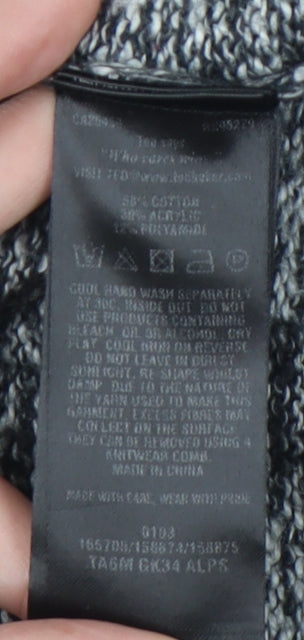 Ted says
VISIT TED@www.tedbaker.com
58% COTTON
30% ACRYLIC
12% POLYAMIDE
COOL HAND WASH SEPARATELY
AT 30C. INSIDE OUT. DO NOT
USE PRODUCTS CONTAINING
BLEACH OR ALCOHOL. DRY
FLAT. COOL IRON ON REVERSE.
DO NOT LEAVE IN DIRECT
SUNLIGHT. RE SHAPE WHILST
DAMP. DUE TO THE NATURE OF
THE YARN USED TO MAKE THIS
GARMENT, EXCESS FIBRES MAY
COLLECT ON THE SURFACE.
THEY CAN BE REMOVED USING A
KNITWEAR COMB.
MADE IN CHINA
MADE WITH CARE, WEAR WITH PRIDE
0193
TA6M GK34 ALPS